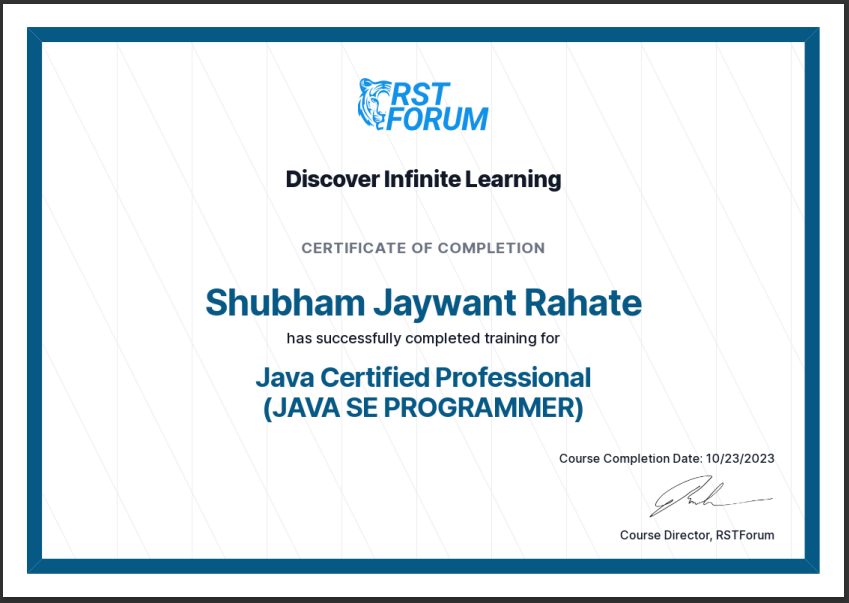 RST
FORUM
Discover Infinite Learning
CERTIFICATE OF COMPLETION
Shubham Jaywant Rahate
has successfully completed training for
Java Certified Professional
(JAVA SE PROGRAMMER)
Course Completion Date: 10/23/2023
Course Director, RSTForum